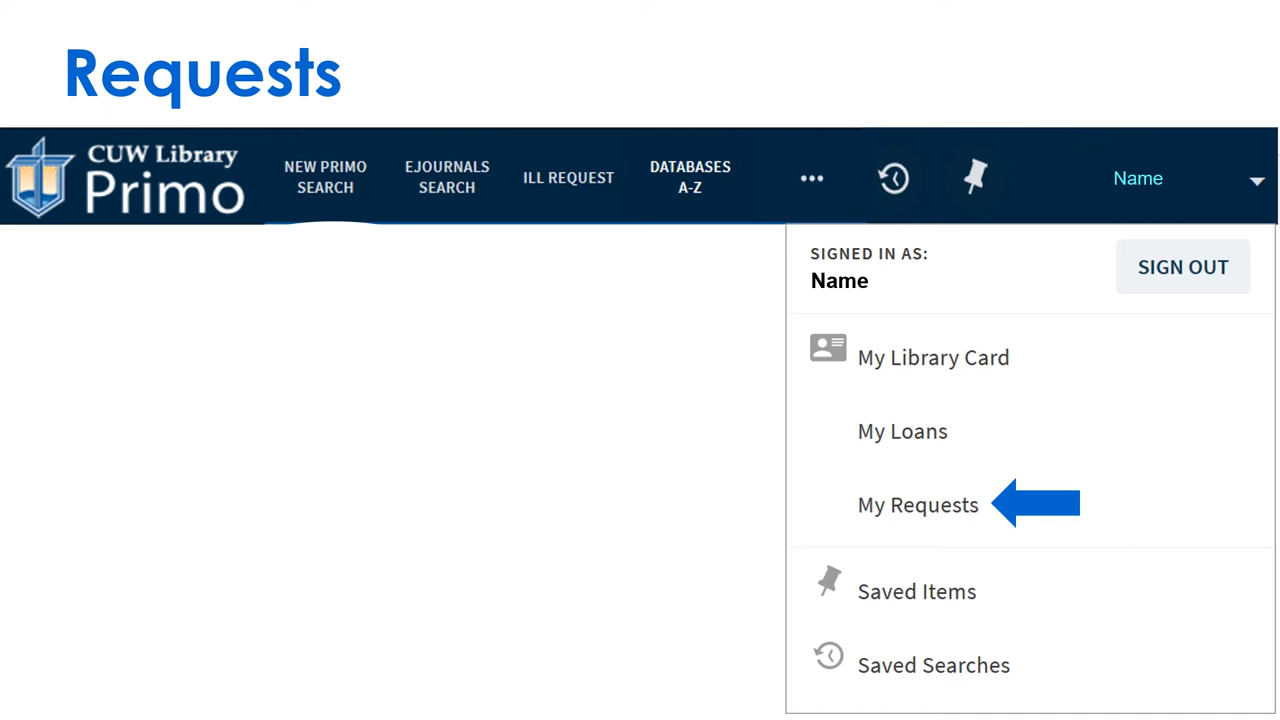 Requests
CUW Library
Primo
NEW PRIMO
SEARCH
EJOURNALS
SEARCH
ILL REQUEST
DATABASES
A-Z
Name
SIGNED IN AS:
Name
SIGN OUT
My Library Card
My Loans
My Requests
Saved Items
Saved Searches